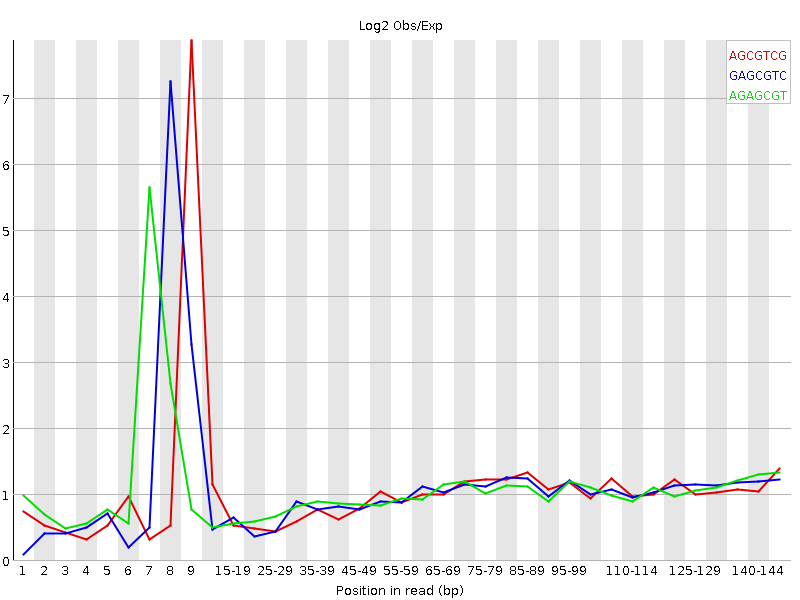 Log2 Obs/Exp
AGCGTCG
GAGCGTC
AGAGCGT
7
6
5
4
3
2
1
0
1 2 3 4 5 6 7 8 9 15-19 25-29 35-39 45-49 55-59 65-69 75-79 85-89 95-99 110-114 125-129 140-144
Position in read (bp)